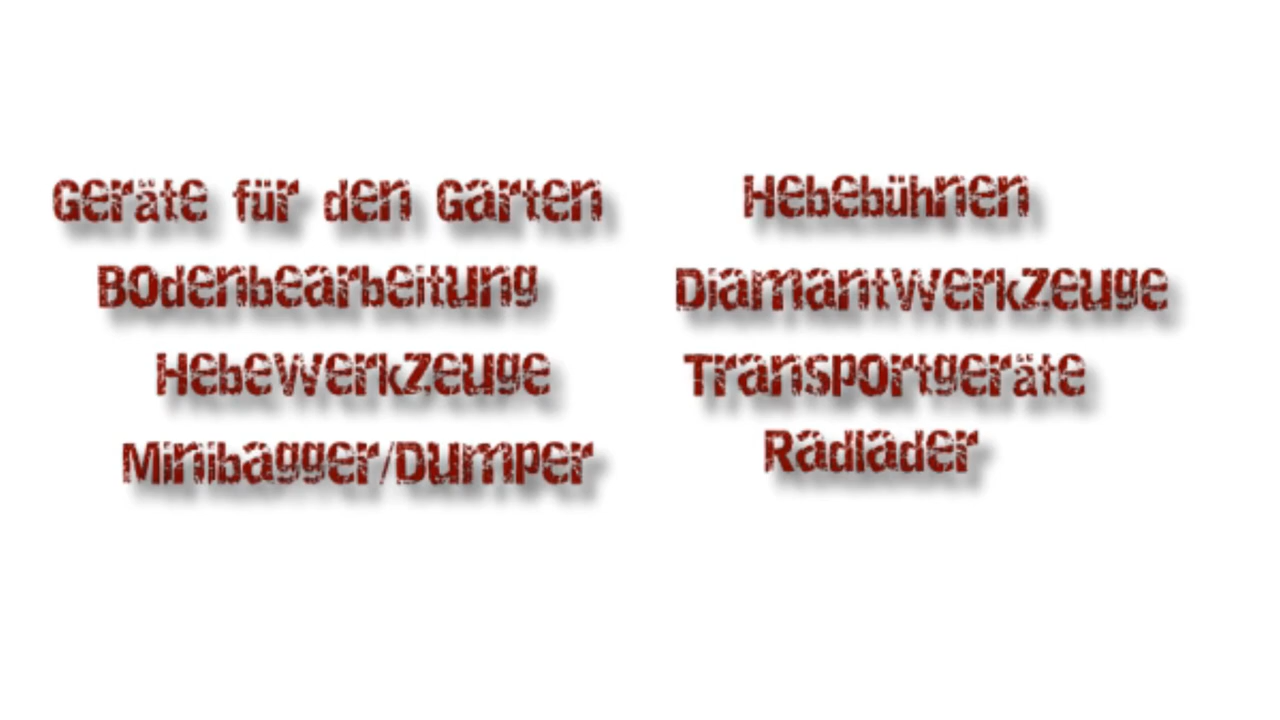 Geräte für den Garten
Bodenbearbeitung
Hebewerkzeuge
Minibagger/Dumper
Hebebühnen
Diamantwerkzeuge
Transportgeräte
Radlader